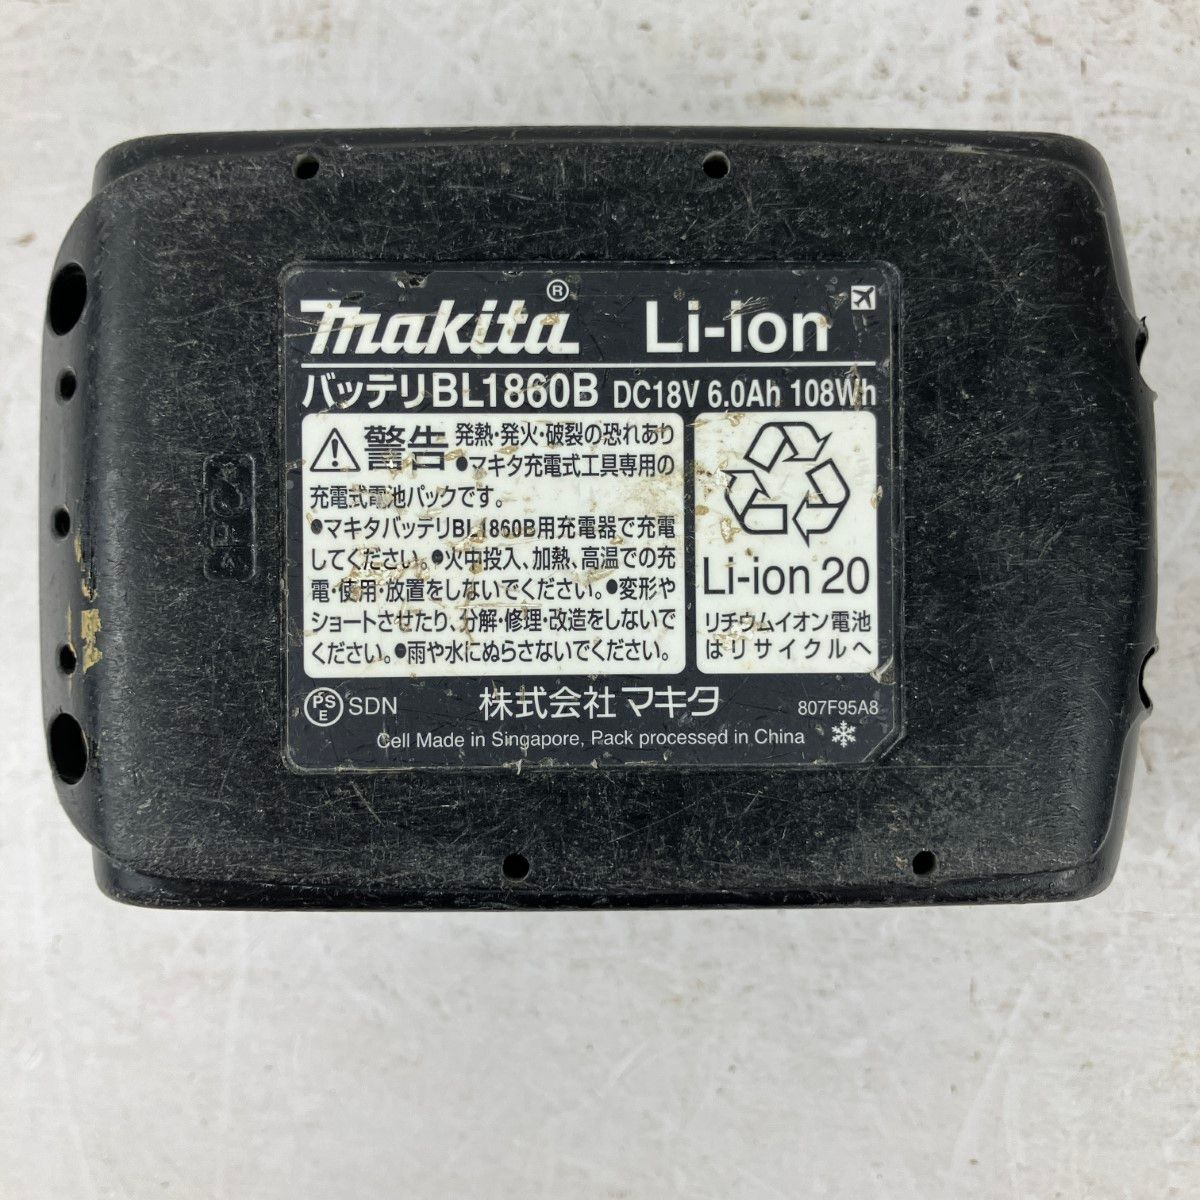 makita® Li-ion
バッテリBL1860B DC18V 6.0Ah 108Wh
警告 発熱・発火・破裂の恐れあり
●マキタ充電式工具専用の
充電式電池パックです。
●マキタバッテリBL1860B用充電器で充電
してください。●火中投入、加熱、高温での充
電・使用・放置をしないでください。●変形や
ショートさせたり、分解・修理・改造をしないで
ください。●雨や水にぬらさないでください。
Li-ion 20
リチウムイオン電池
はリサイクルへ
PSE SDN 株式会社マキタ 807F95A8
Cell Made in Singapore, Pack processed in China